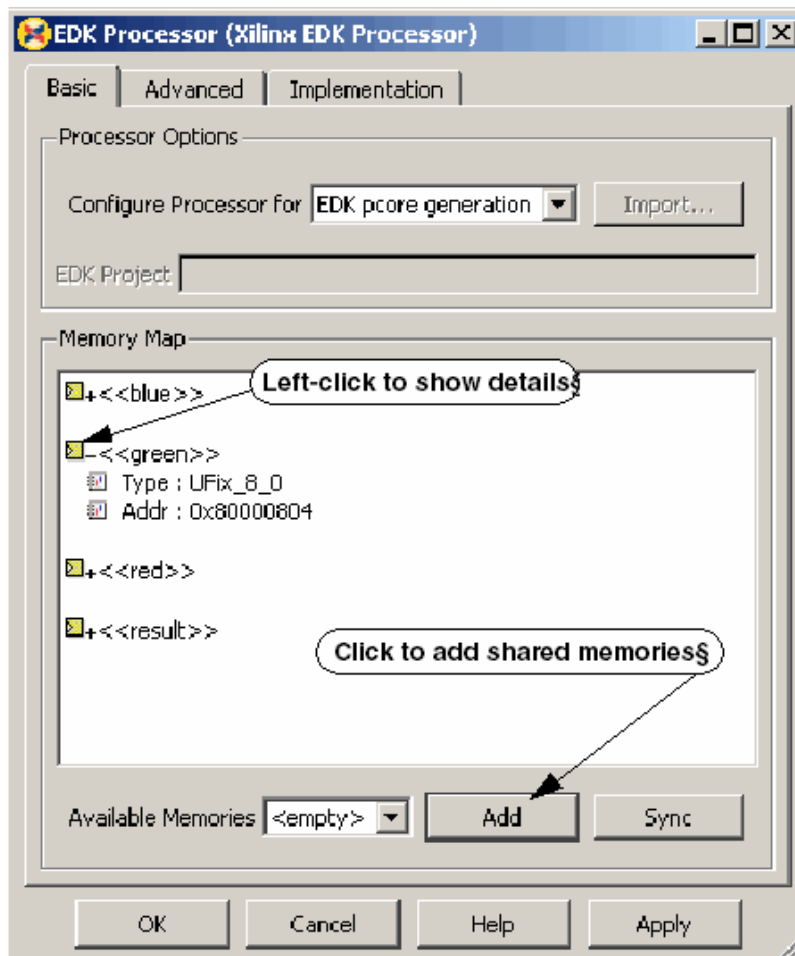 EDK Processor (Xilinx EDK Processor)
Basic Advanced Implementation
Processor Options
Configure Processor for EDK pcore generation Import...
EDK Project
Memory Map
+<<blue>>
Left-click to show details§
-<<green>>
Type : UFix_8_0
Addr : 0x80000804
+<<red>>
+<<result>>
Click to add shared memories§
Available Memories <empty> Add Sync
OK Cancel Help Apply